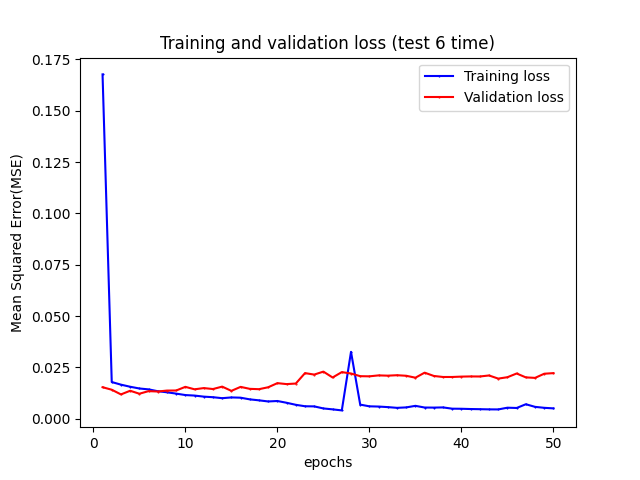 Training and validation loss (test 6 time)
Training loss
Validation loss
Mean Squared Error(MSE)
0.175
0.150
0.125
0.100
0.075
0.050
0.025
0.000
0 10 20 30 40 50
epochs